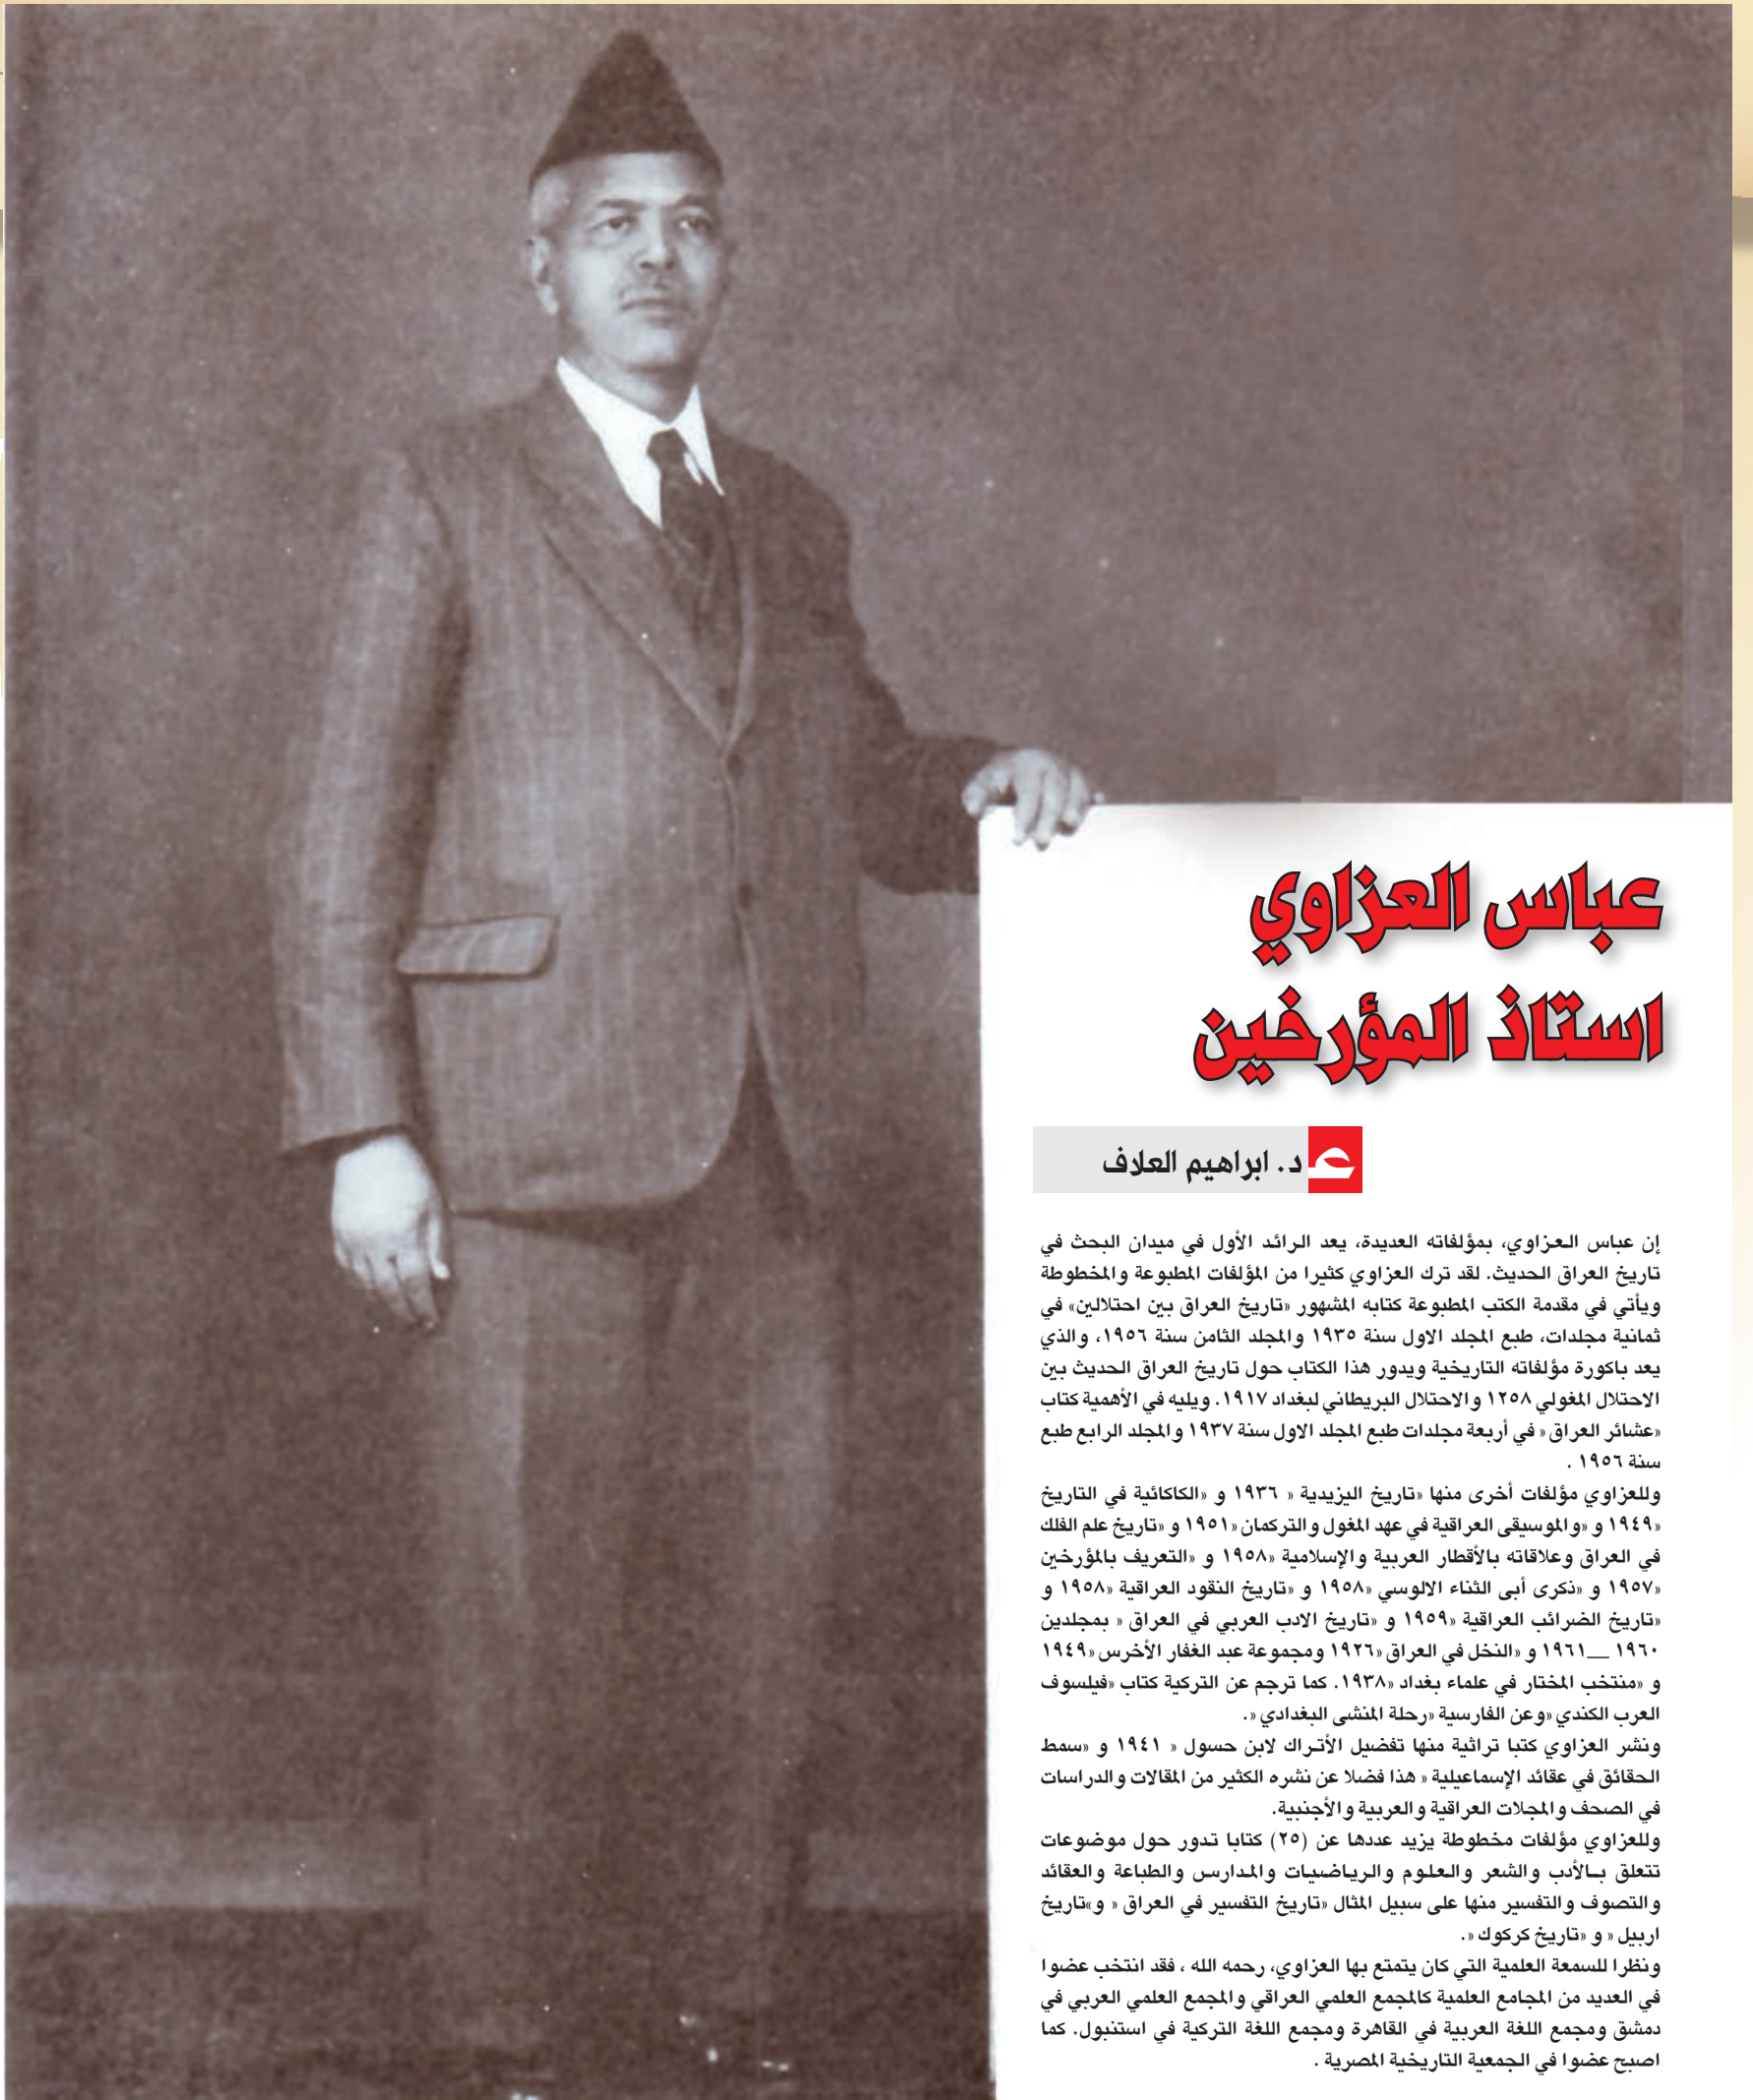 عباس العزاوي
استاذ المؤرخين
د. ابراهيم العلاف
إن عباس العزاوي، بمؤلفاته العديدة، يعد الرائد الأول في ميدان البحث في
تاريخ العراق الحديث. لقد ترك العزاوي كثيرا من المؤلفات المطبوعة والمخطوطة
ويأتي في مقدمة الكتب المطبوعة كتابه المشهور «تاريخ العراق بين احتلالين» في
ثمانية مجلدات، طبع المجلد الاول سنة ١٩٣٥ والمجلد الثامن سنة ١٩٥٦، والذي
يعد باكورة مؤلفاته التاريخية ويدور هذا الكتاب حول تاريخ العراق الحديث بين
الاحتلال المغولي ١٢٥٨ والاحتلال البريطاني لبغداد ١٩١٧. ويليه في الأهمية كتاب
«عشائر العراق « في أربعة مجلدات طبع المجلد الاول سنة ١٩٣٧ والمجلد الرابع طبع
سنة ١٩٥٦ .
وللعزاوي مؤلفات أخرى منها «تاريخ اليزيدية « ١٩٣٦ و «الكاكائية في التاريخ
«١٩٤٩ و «والموسيقى العراقية في عهد المغول والتركمان «١٩٥١ و «تاريخ علم الفلك
في العراق وعلاقاته بالأقطار العربية والإسلامية «١٩٥٨ و «التعريف بالمؤرخين
«١٩٥٧ و «ذكرى أبى الثناء الالوسي «١٩٥٨ و «تاريخ النقود العراقية «١٩٥٨ و
«تاريخ الضرائب العراقية «١٩٥٩ و «تاريخ الادب العربي في العراق « بمجلدين
١٩٦٠ __١٩٦١ و «النخل في العراق «١٩٢٦ ومجموعة عبد الغفار الأخرس «١٩٤٩
و «منتخب المختار في علماء بغداد «١٩٣٨. كما ترجم عن التركية كتاب «فيلسوف
العرب الكندي «وعن الفارسية «رحلة المنشى البغدادي «.
ونشر العزاوي كتبا تراثية منها تفضيل الأتراك لابن حسول « ١٩٤١ و «سمط
الحقائق في عقائد الإسماعيلية « هذا فضلا عن نشره الكثير من المقالات والدراسات
في الصحف والمجلات العراقية والعربية والأجنبية.
وللعزاوي مؤلفات مخطوطة يزيد عددها عن (٢٥) كتابا تدور حول موضوعات
تتعلق بالأدب والشعر والعلوم والرياضيات والمدارس والطباعة والعقائد
والتصوف والتفسير منها على سبيل المثال «تاريخ التفسير في العراق « و»تاريخ
اربيل « و «تاريخ كركوك «.
ونظرا للسمعة العلمية التي كان يتمتع بها العزاوي، رحمه الله ، فقد انتخب عضوا
في العديد من المجامع العلمية كالمجمع العلمي العراقي والمجمع العلمي العربي في
دمشق ومجمع اللغة العربية في القاهرة ومجمع اللغة التركية في استنبول. كما
اصبح عضوا في الجمعية التاريخية المصرية .